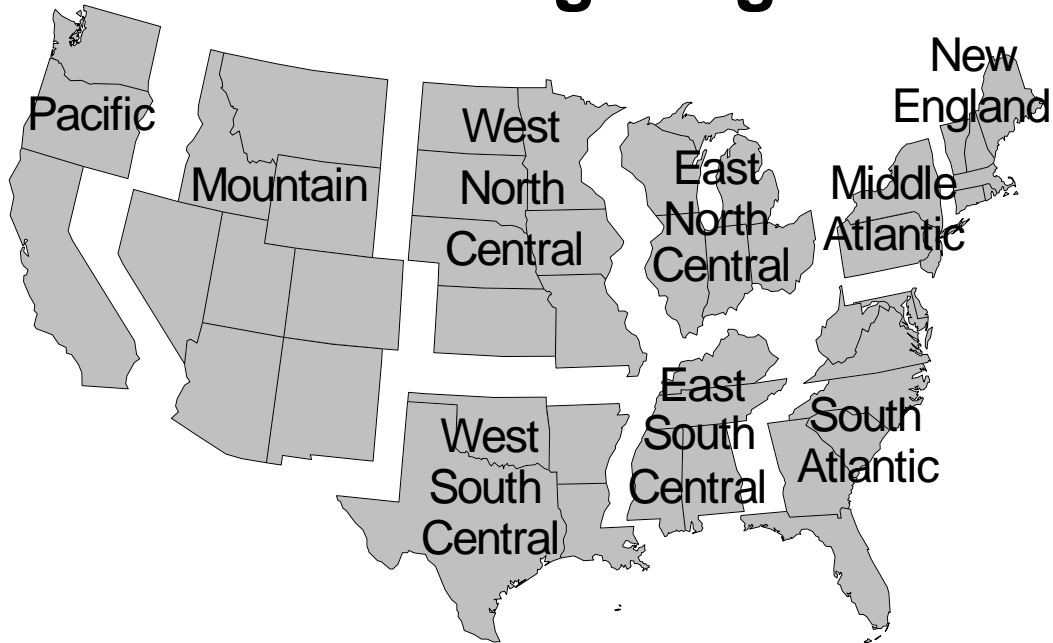 Pacific
Mountain
West
North
Central
East
North
Central
New
England
Middle
Atlantic
West
South
Central
East
South
Central
South
Atlantic